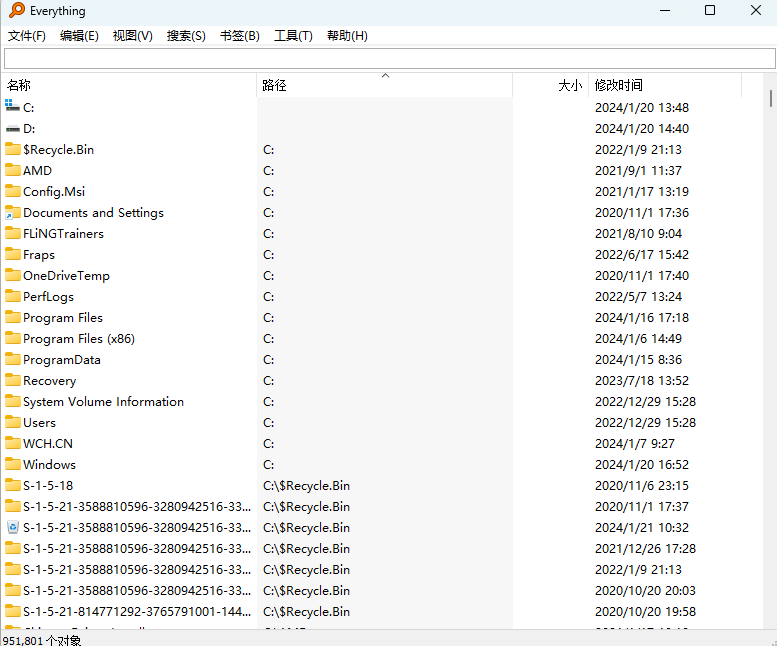 Everything
文件(F) 编辑(E) 视图(V) 搜索(S) 书签(B) 工具(T) 帮助(H)
名称 路径 大小 修改时间
C: 2024/1/20 13:48
D: 2024/1/20 14:40
$Recycle.Bin C: 2022/1/9 21:13
AMD C: 2021/9/1 11:37
Config.Msi C: 2021/1/17 13:19
Documents and Settings C: 2020/11/1 17:36
FLiNGTrainers C: 2021/8/10 9:04
Fraps C: 2022/6/17 15:42
OneDriveTemp C: 2020/11/1 17:40
PerfLogs C: 2022/5/7 13:24
Program Files C: 2024/1/16 17:18
Program Files (x86) C: 2024/1/6 14:49
ProgramData C: 2024/1/15 8:36
Recovery C: 2023/7/18 13:52
System Volume Information C: 2022/12/29 15:28
Users C: 2022/12/29 15:28
WCH.CN C: 2024/1/7 9:27
Windows C: 2024/1/20 16:52
S-1-5-18 C:\$Recycle.Bin 2020/11/6 23:15
S-1-5-21-3588810596-3280942516-33... C:\$Recycle.Bin 2020/11/1 17:37
S-1-5-21-3588810596-3280942516-33... C:\$Recycle.Bin 2024/1/21 10:32
S-1-5-21-3588810596-3280942516-33... C:\$Recycle.Bin 2021/12/26 17:28
S-1-5-21-3588810596-3280942516-33... C:\$Recycle.Bin 2022/1/9 21:13
S-1-5-21-3588810596-3280942516-33... C:\$Recycle.Bin 2020/10/20 20:03
S-1-5-21-814771292-3765791001-144... C:\$Recycle.Bin 2020/10/20 19:58
951,801 个对象